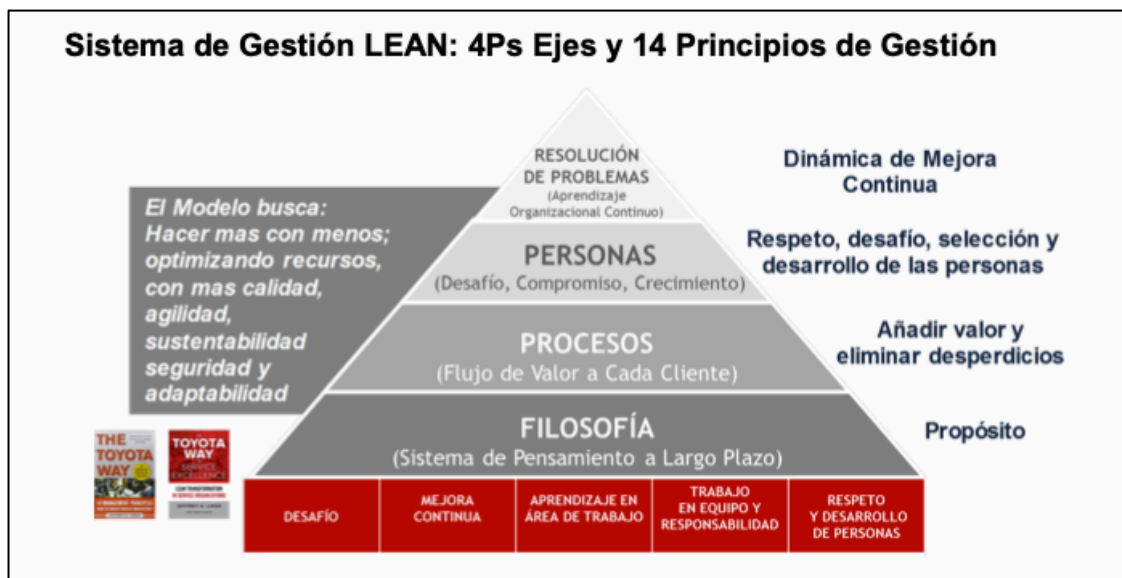 Sistema de Gestión LEAN: 4Ps Ejes y 14 Principios de Gestión
RESOLUCIÓN
DE PROBLEMAS
(Aprendizaje
Organizacional Continuo)
Dinámica de Mejora
Continua
El Modelo busca:
Hacer mas con menos;
optimizando recursos,
con mas calidad,
agilidad,
sustentabilidad
seguridad y
adaptabilidad
PERSONAS
(Desafío, Compromiso, Crecimiento)
Respeto, desafío, selección y
desarrollo de las personas
PROCESOS
(Flujo de Valor a Cada Cliente)
Añadir valor y
eliminar desperdicios
FILOSOFÍA
(Sistema de Pensamiento a Largo Plazo)
Propósito
THE
TOYOTA
WAY
TOYOTA
WAY
SERVICE
EXCELLENCE
DESAFÍO
MEJORA
CONTINUA
APRENDIZAJE EN
ÁREA DE TRABAJO
TRABAJO
EN EQUIPO Y
RESPONSABILIDAD
RESPETO
Y DESARROLLO
DE PERSONAS